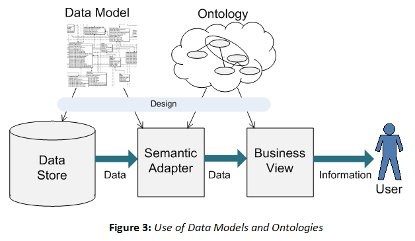 Data Model
Ontology
Design
Data
Store
Data
Semantic
Adapter
Data
Business
View
Information
User
Figure 3: Use of Data Models and Ontologies